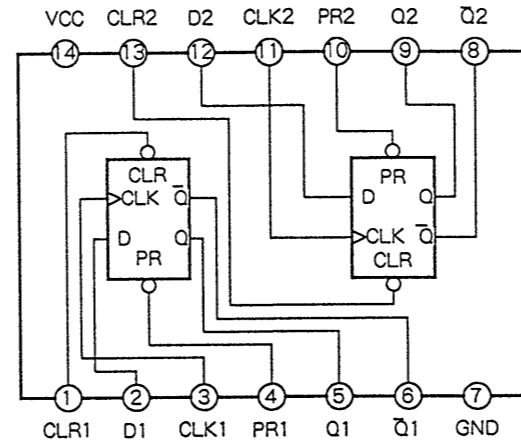 VCC CLR2 D2 CLK2 PR2 Q2 Q̅2
14 13 12 11 10 9 8
CLR
CLK Q̅
D Q
PR
PR
D Q
CLK Q̅
CLR
1 2 3 4 5 6 7
CLR1 D1 CLK1 PR1 Q1 Q̅1 GND